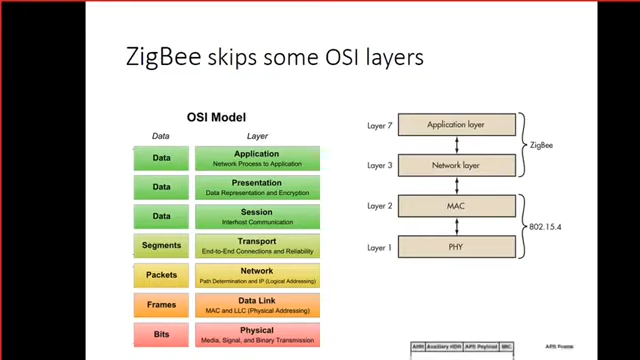 ZigBee skips some OSI layers
OSI Model
Data Layer
Data Application
Network Process to Application
Data Presentation
Data Representation and Encryption
Data Session
Interhost Communication
Segments Transport
End-to-End Connections and Reliability
Packets Network
Path Determination and IP (Logical Addressing)
Frames Data Link
MAC and LLC (Physical Addressing)
Bits Physical
Media, Signal, and Binary Transmission
Layer 7 Application layer
ZigBee
Layer 3 Network layer
Layer 2 MAC
802.15.4
Layer 1 PHY
Auxiliary HDR APS Payload MIC
APS Frame